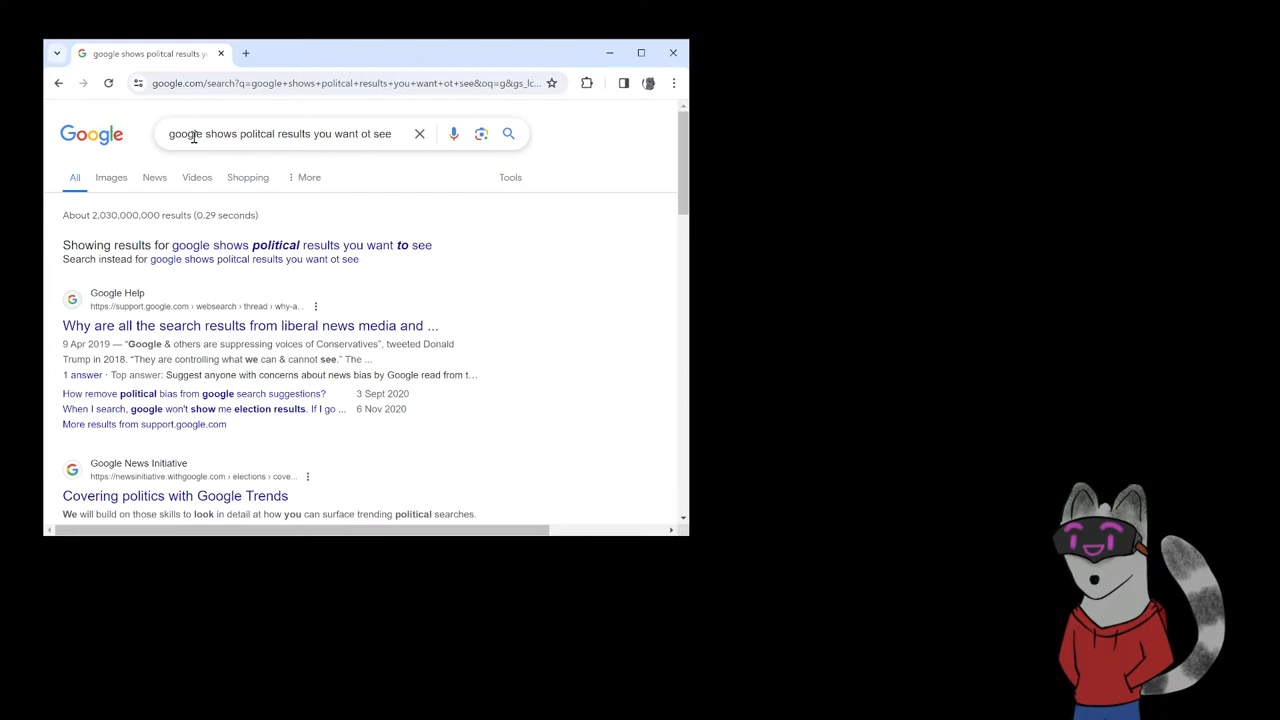 google shows politcal results yo
google.com/search?q=google+shows+politcal+results+you+want+ot+see&oq=g&gs_lc...
Google
google shows politcal results you want ot see
All Images News Videos Shopping More Tools
About 2,030,000,000 results (0.29 seconds)
Showing results for google shows political results you want to see
Search instead for google shows politcal results you want ot see
Google Help
https://support.google.com › websearch › thread › why-a...
Why are all the search results from liberal news media and ...
9 Apr 2019 — “Google & others are suppressing voices of Conservatives”, tweeted Donald
Trump in 2018. “They are controlling what we can & cannot see.” The ...
1 answer · Top answer: Suggest anyone with concerns about news bias by Google read from t...
How remove political bias from google search suggestions? 3 Sept 2020
When I search, google won't show me election results. If I go ... 6 Nov 2020
More results from support.google.com
Google News Initiative
https://newsinitiative.withgoogle.com › elections › cove...
Covering politics with Google Trends
We will build on those skills to look in detail at how you can surface trending political searches.